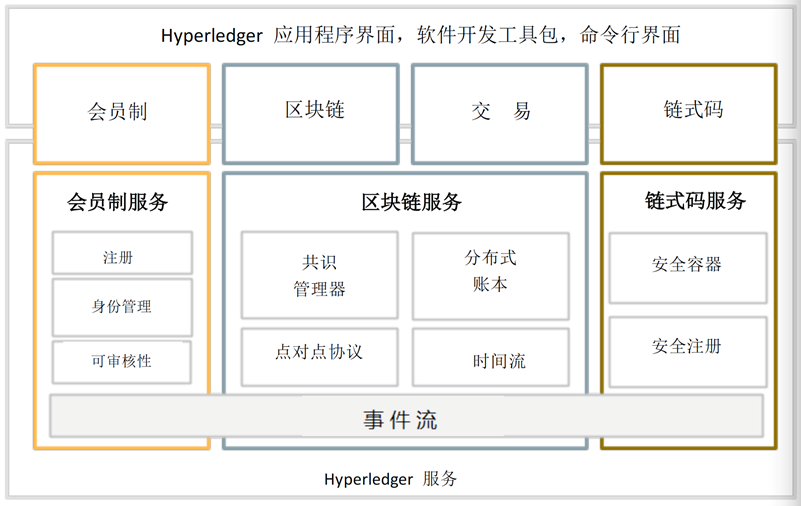 Hyperledger 应用程序界面，软件开发工具包，命令行界面
会员制
区块链
交 易
链式码
会员制服务
注册
身份管理
可审核性
区块链服务
共识
管理器
分布式
账本
点对点协议
时间流
链式码服务
安全容器
安全注册
事件流
Hyperledger 服务